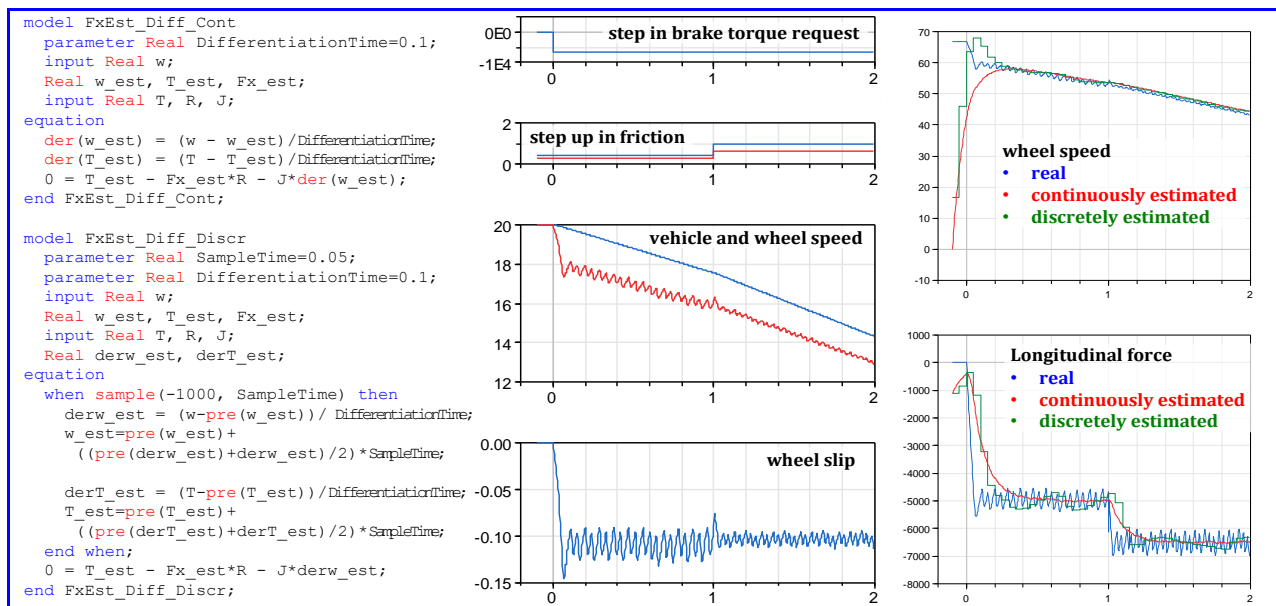 model FxEst_Diff_Cont
parameter Real DifferentiationTime=0.1;
input Real w;
Real w_est, T_est, Fx_est;
input Real T, R, J;
equation
der(w_est) = (w - w_est)/DifferentiationTime;
der(T_est) = (T - T_est)/DifferentiationTime;
0 = T_est - Fx_est*R - J*der(w_est);
end FxEst_Diff_Cont;
model FxEst_Diff_Discr
parameter Real SampleTime=0.05;
parameter Real DifferentiationTime=0.1;
input Real w;
Real w_est, T_est, Fx_est;
input Real T, R, J;
Real derw_est, derT_est;
equation
when sample(-1000, SampleTime) then
derw_est = (w-pre(w_est))/ DifferentiationTime;
w_est=pre(w_est)+
((pre(derw_est)+derw_est)/2)*SampleTime;
derT_est = (T-pre(T_est))/DifferentiationTime;
T_est=pre(T_est)+
((pre(derT_est)+derT_est)/2)*SampleTime;
end when;
0 = T_est - Fx_est*R - J*derw_est;
end FxEst_Diff_Discr;
0E0
step in brake torque request
-1E4
0 1 2
2
step up in friction
0
0 1 2
20
vehicle and wheel speed
18
16
14
12
0 1 2
0.00
wheel slip
-0.05
-0.10
-0.15
0 1 2
70
60
50
40
30
wheel speed
• real
20
• continuously estimated
10
• discretely estimated
0
-10
0 1 2
1000
0
Longitudinal force
• real
-1000
• continuously estimated
-2000
• discretely estimated
-3000
-4000
-5000
-6000
-7000
-8000
0 1 2